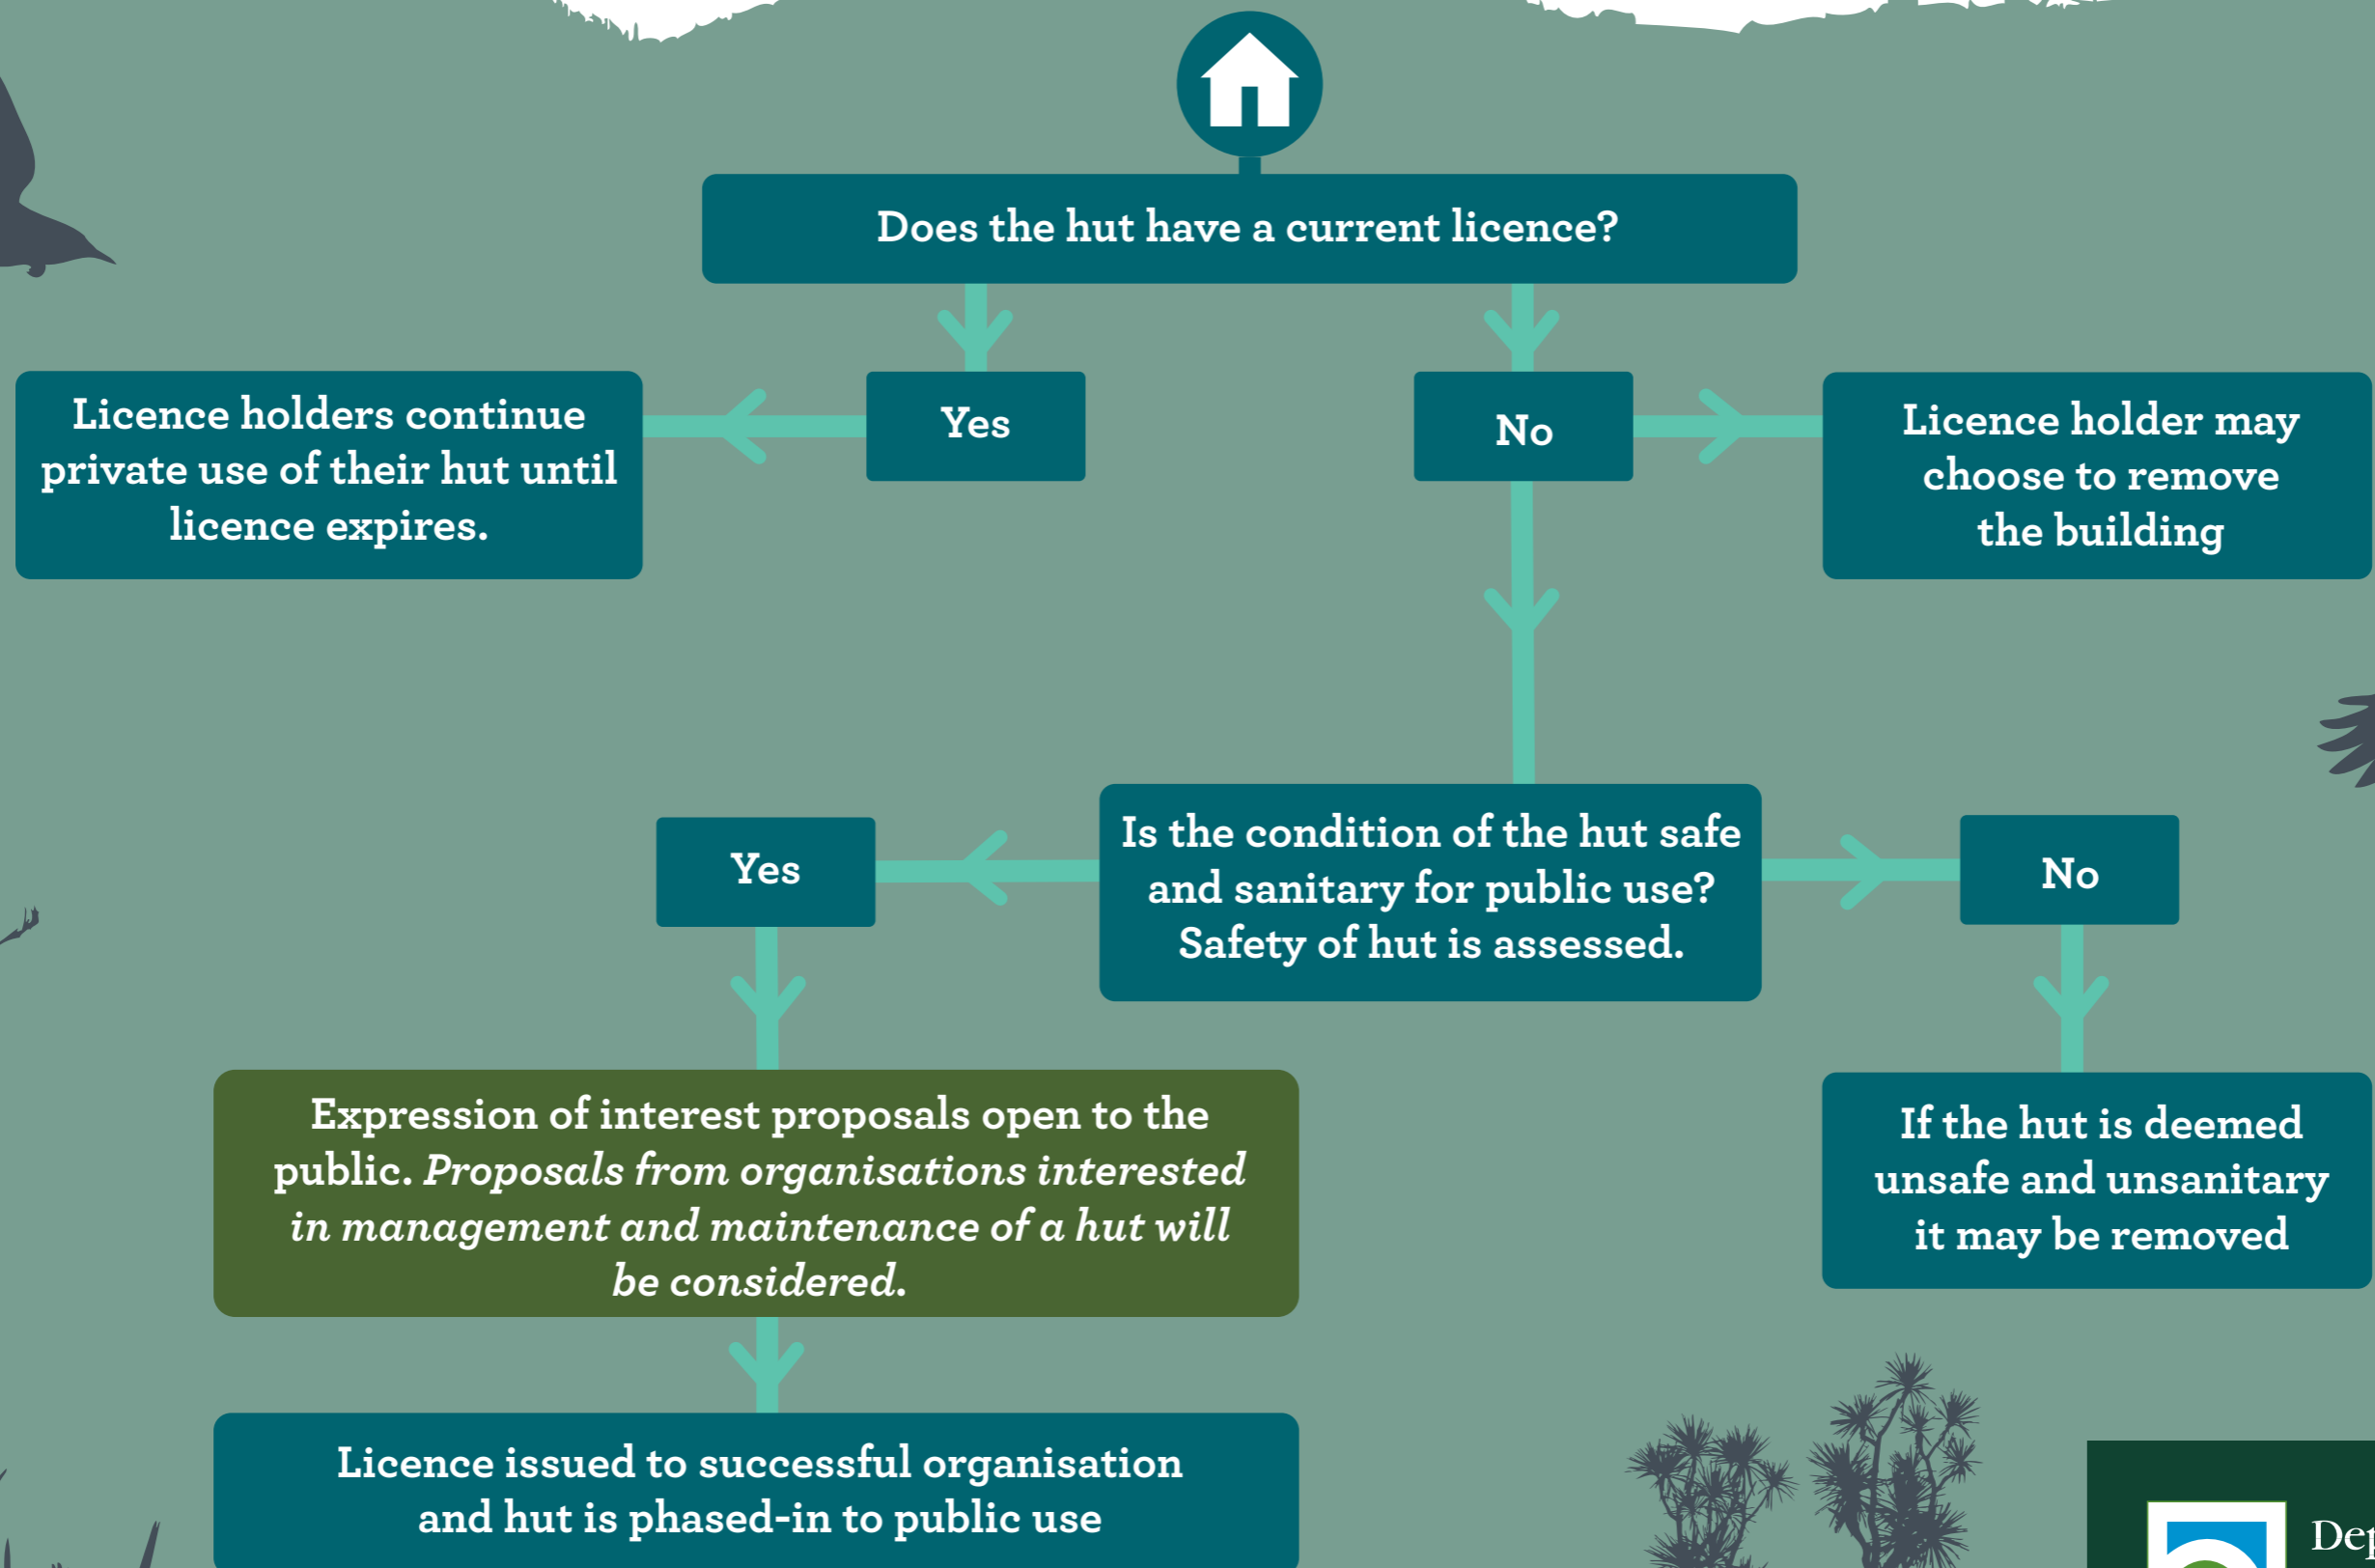 Does the hut have a current licence?
Licence holders continue
private use of their hut until
licence expires.
Yes
No
Licence holder may
choose to remove
the building
Yes
Is the condition of the hut safe
and sanitary for public use?
Safety of hut is assessed.
No
Expression of interest proposals open to the
public. Proposals from organisations interested
in management and maintenance of a hut will
be considered.
If the hut is deemed
unsafe and unsanitary
it may be removed
Licence issued to successful organisation
and hut is phased-in to public use